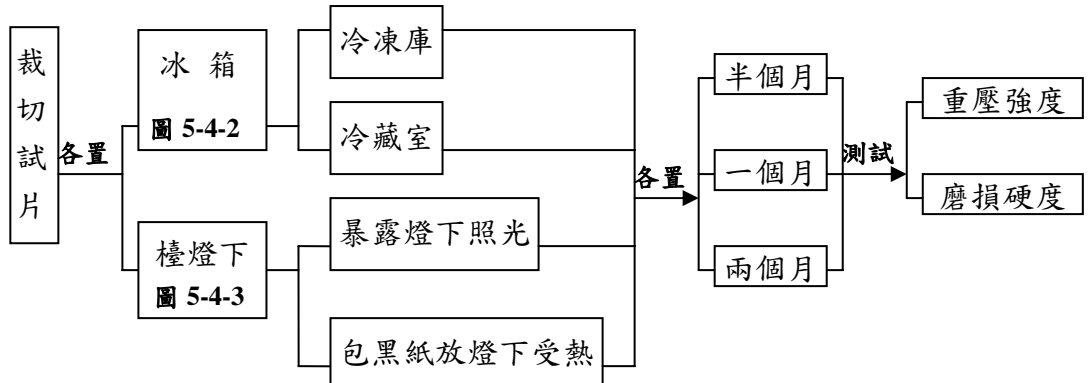 裁
切
試
片
各置
冰 箱
圖 5-4-2
檯燈下
圖 5-4-3
冷凍庫
冷藏室
暴露燈下照光
包黑紙放燈下受熱
各置
半個月
一個月
兩個月
測試
重壓強度
磨損硬度